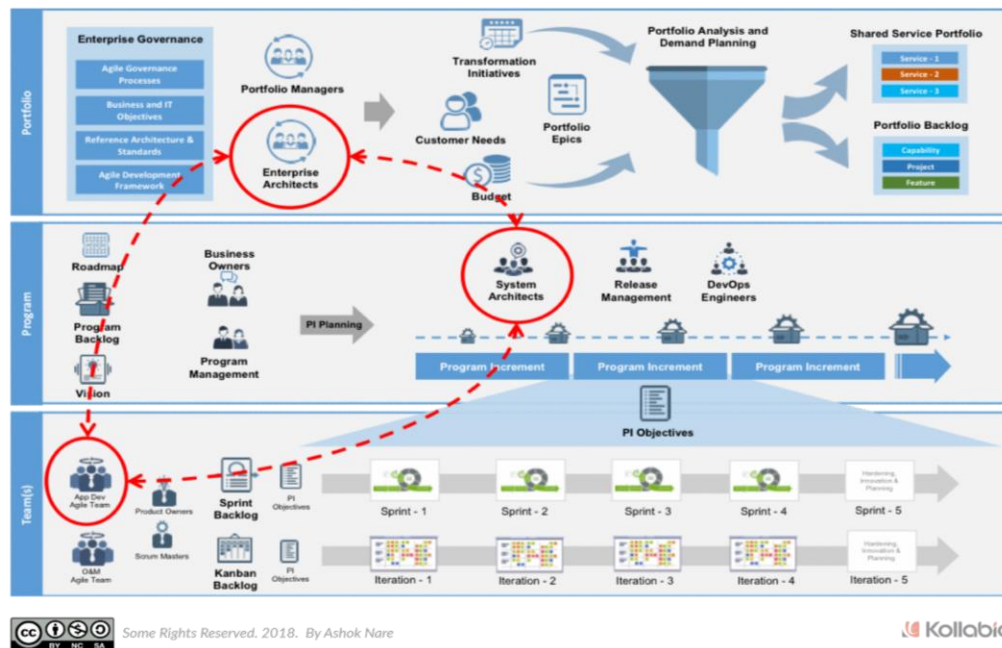 Portfolio
Enterprise Governance
Agile Governance
Processes
Business and IT
Objectives
Reference Architecture &
Standards
Agile Development
Framework
Portfolio Managers
Enterprise
Architects
Transformation
Initiatives
Customer Needs
Portfolio
Epics
Budget
Portfolio Analysis and
Demand Planning
Shared Service Portfolio
Service - 1
Service - 2
Service - 3
Portfolio Backlog
Capability
Project
Feature
Program
Roadmap
Program
Backlog
Vision
Business
Owners
Program
Management
PI Planning
System
Architects
Release
Management
DevOps
Engineers
Program Increment
Program Increment
Program Increment
PI Objectives
Team(s)
App Dev
Agile Team
Product Owners
Sprint
Backlog
PI
Objectives
Sprint - 1
Sprint - 2
Sprint - 3
Sprint - 4
Hardening,
Innovation &
Planning
Sprint - 5
O&M
Agile Team
Scrum Masters
Kanban
Backlog
PI
Objectives
Iteration - 1
Iteration - 2
Iteration - 3
Iteration - 4
Hardening,
Innovation &
Planning
Iteration - 5
cc
BY NC SA
Some Rights Reserved. 2018. By Ashok Nare
Kollabio